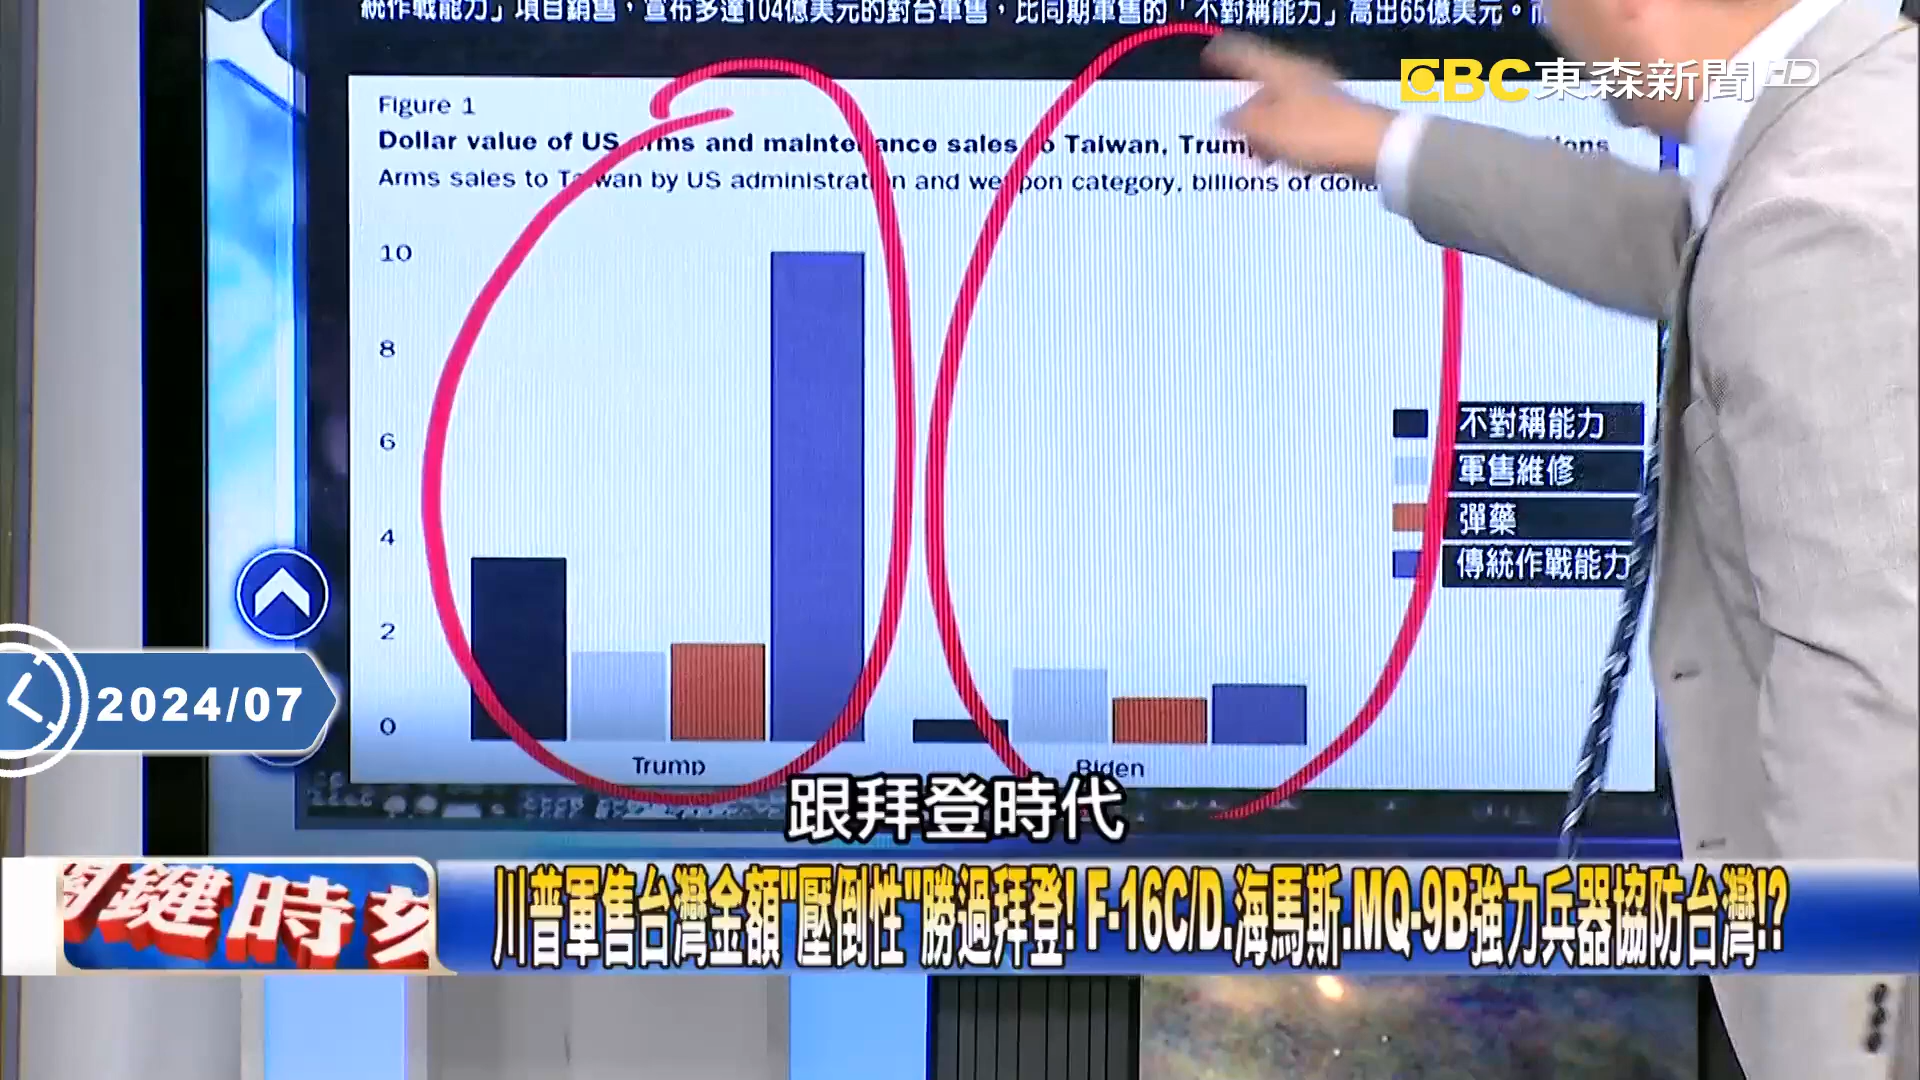 統作戰能力」項目銷售，宣布多達104億美元的對台軍售，比同期軍售的「不對稱能力」高出65億美元。
EBC東森新聞HD
Figure 1
Dollar value of US arms and maintenance sales to Taiwan, Trump
Arms sales to Taiwan by US administration and weapon category, billions of
10
8
6
4
2
0
不對稱能力
軍售維修
彈藥
傳統作戰能力
Trump
Biden
2024/07
跟拜登時代
關鍵時刻
川普軍售台灣金額"壓倒性"勝過拜登! F-16C/D.海馬斯.MQ-9B強力兵器協防台灣!?